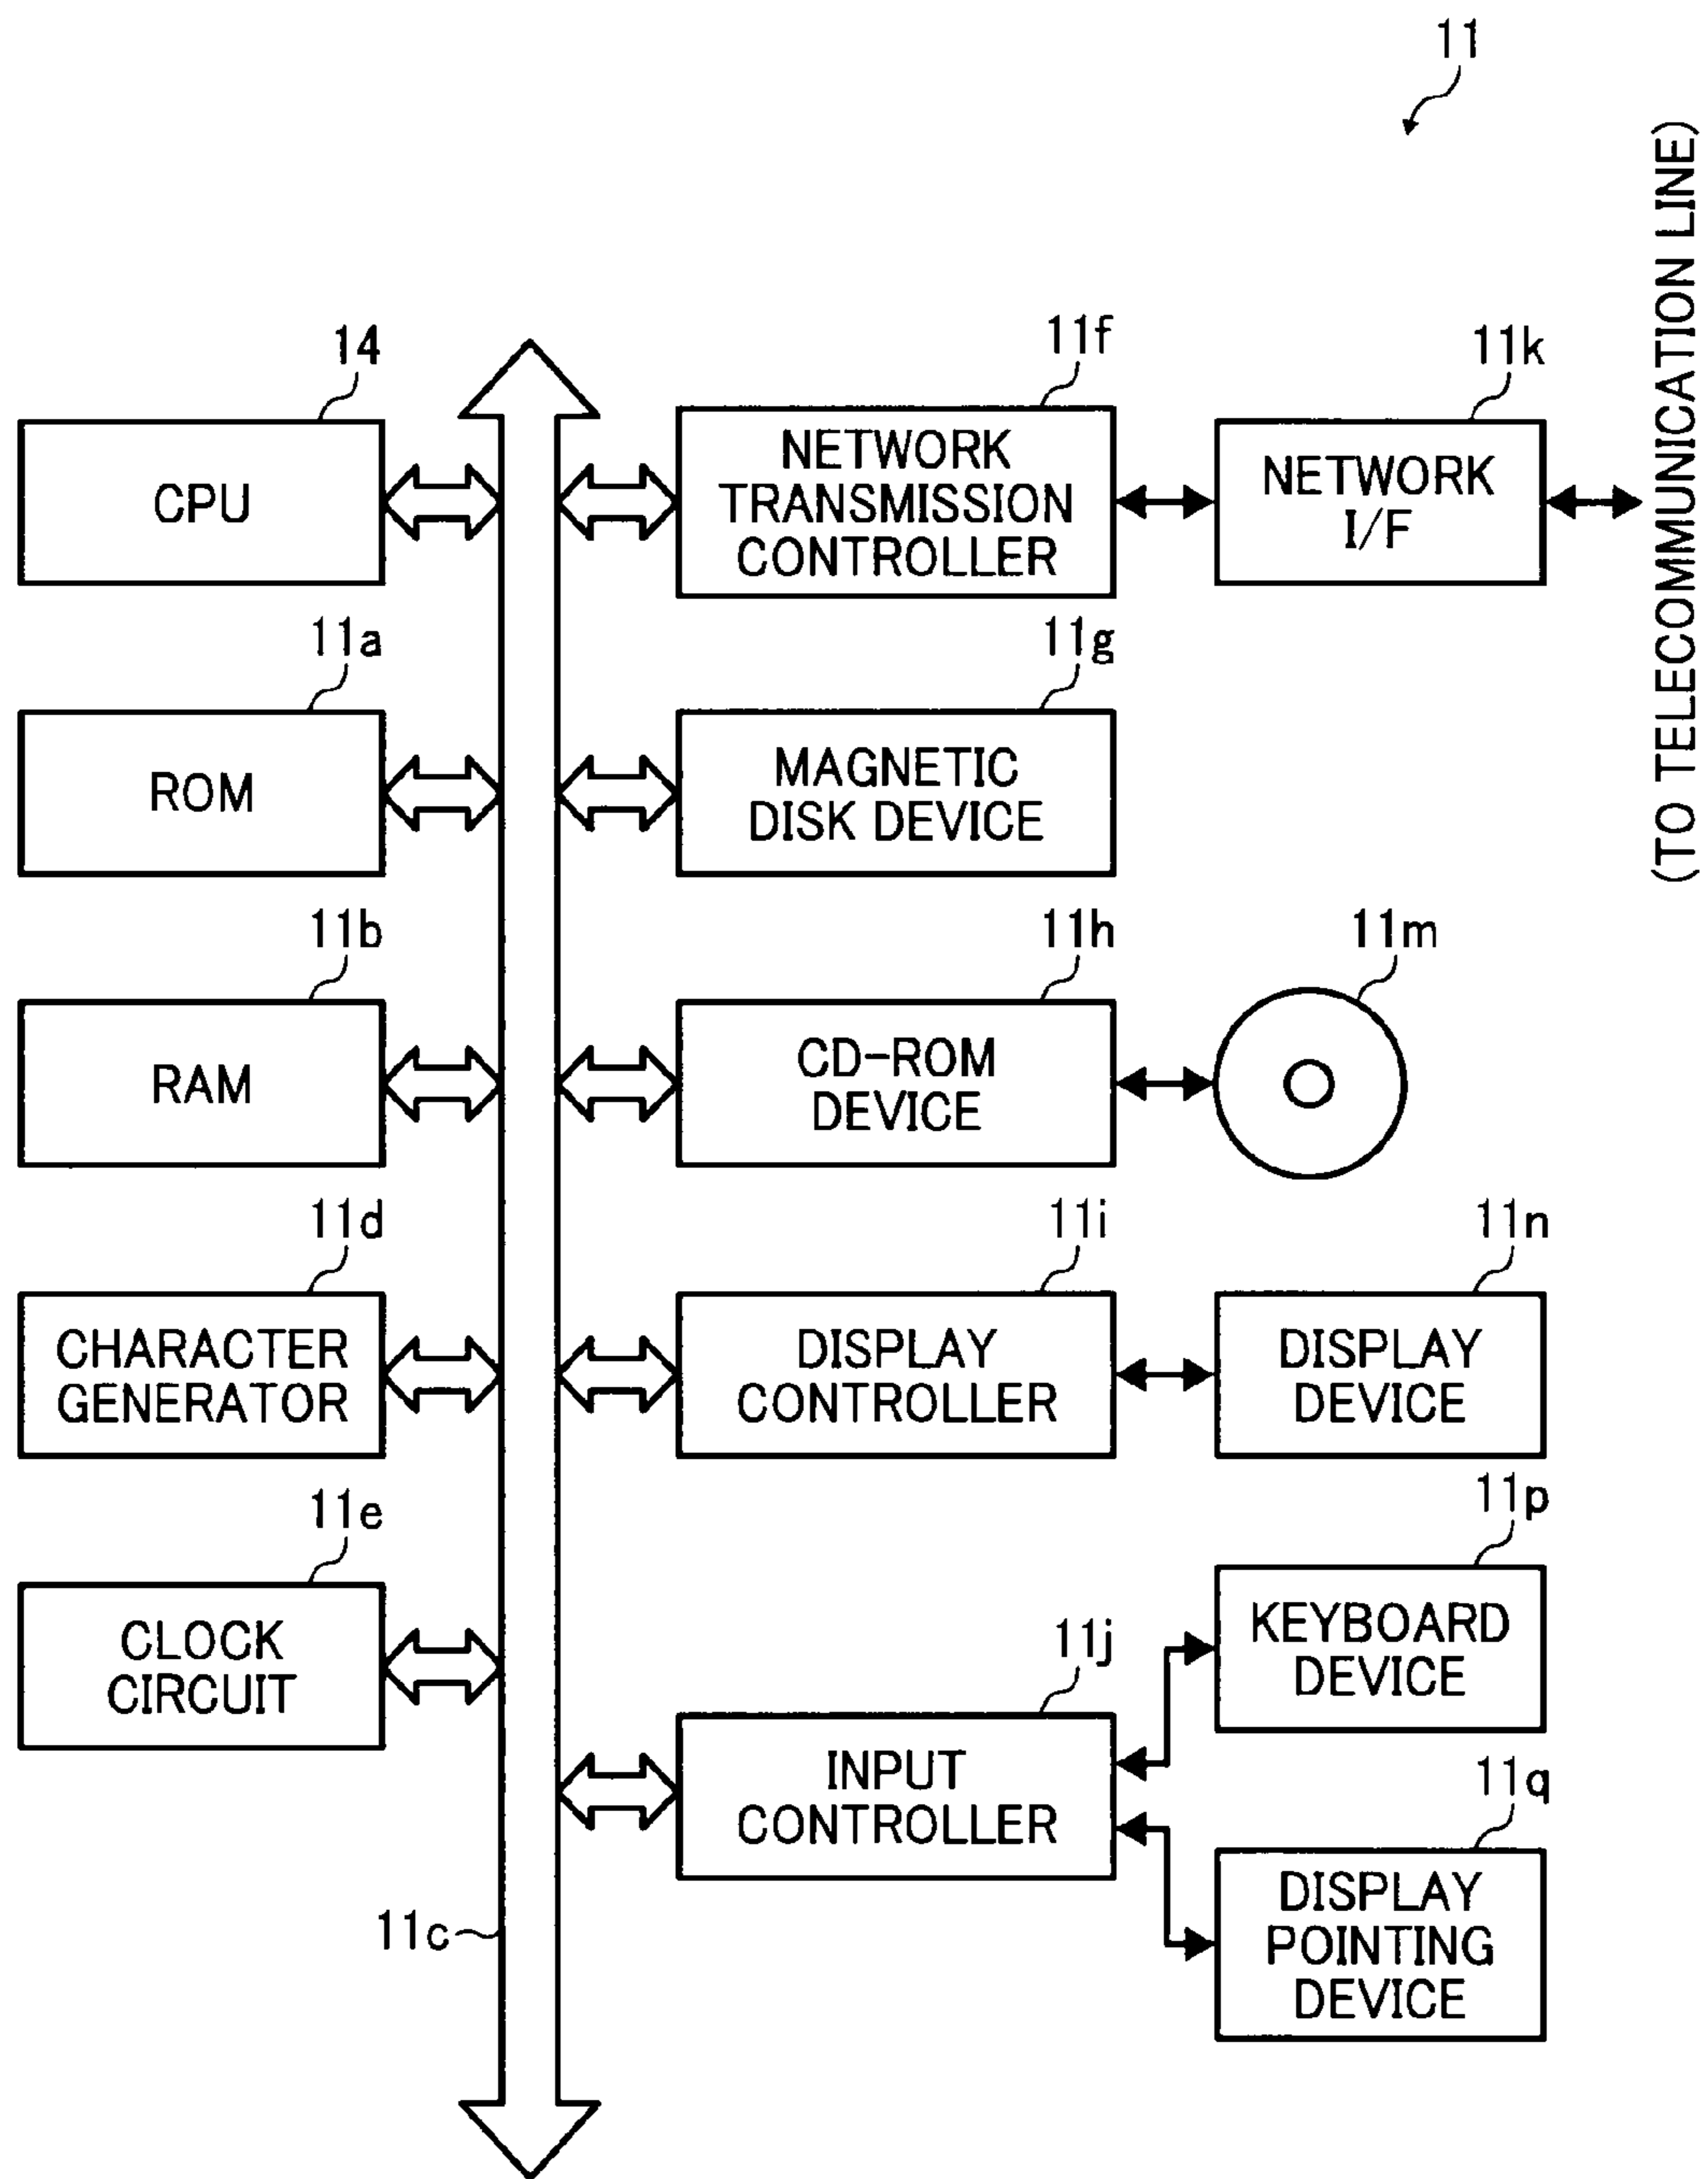 11
(TO TELECOMMUNICATION LINE)
14
CPU
11f
NETWORK
TRANSMISSION
CONTROLLER
11k
NETWORK
I/F
11a
ROM
11g
MAGNETIC
DISK DEVICE
11b
RAM
11h
CD-ROM
DEVICE
11m
11d
CHARACTER
GENERATOR
11i
DISPLAY
CONTROLLER
11n
DISPLAY
DEVICE
11e
CLOCK
CIRCUIT
11j
INPUT
CONTROLLER
11p
KEYBOARD
DEVICE
11q
DISPLAY
POINTING
DEVICE
11c